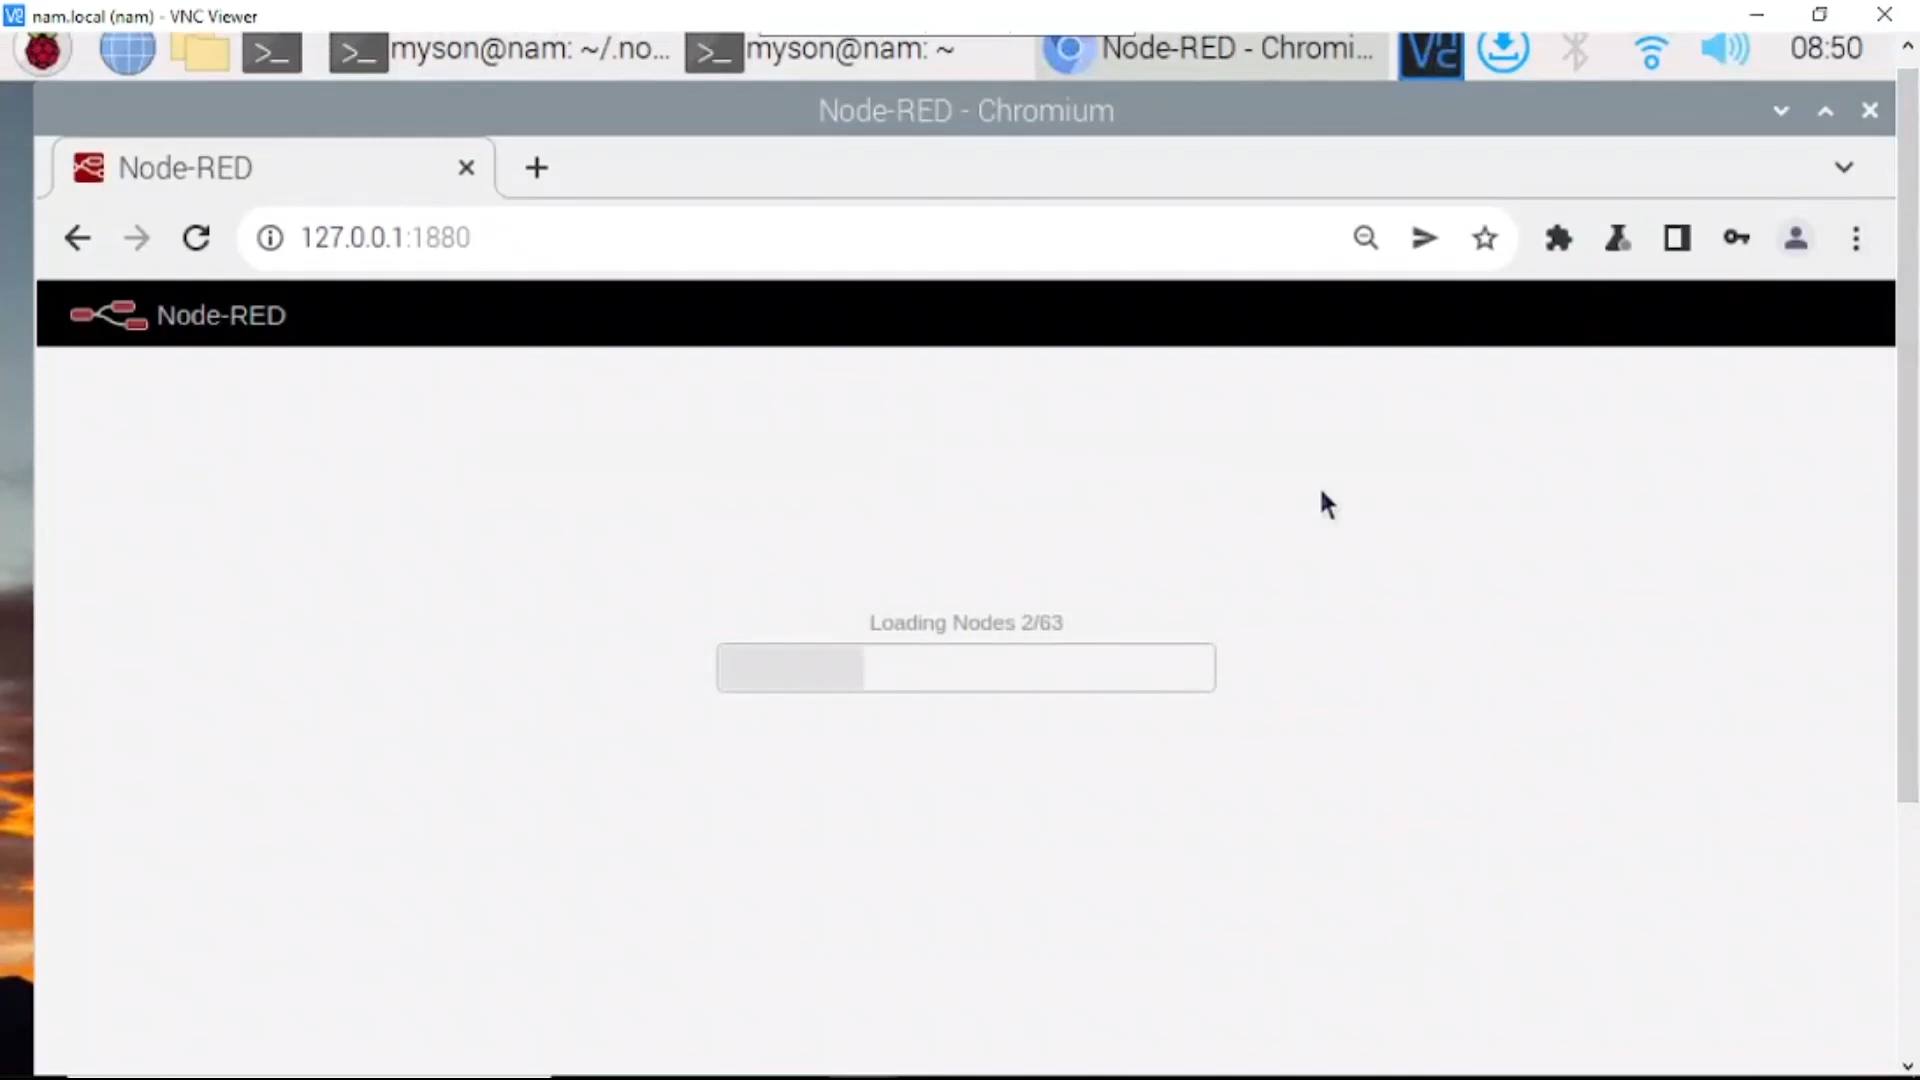 nam.local (nam) - VNC Viewer
myson@nam: ~/.no...
myson@nam: ~
Node-RED - Chromi...
08:50
Node-RED - Chromium
Node-RED
127.0.0.1:1880
Node-RED
Loading Nodes 2/63